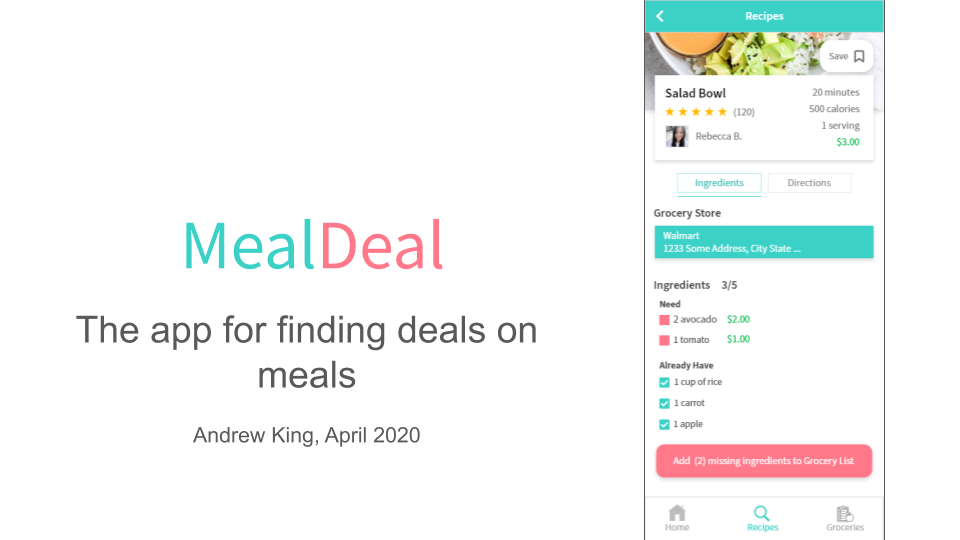 MealDeal
The app for finding deals on
meals
Andrew King, April 2020
Recipes
Save
Salad Bowl
20 minutes
(120)
500 calories
Rebecca B.
1 serving
$3.00
Ingredients
Directions
Grocery Store
Walmart
1233 Some Address, City State ...
Ingredients 3/5
Need
2 avocado $2.00
1 tomato $1.00
Already Have
1 cup of rice
1 carrot
1 apple
Add (2) missing ingredients to Grocery List
Home
Recipes
Groceries